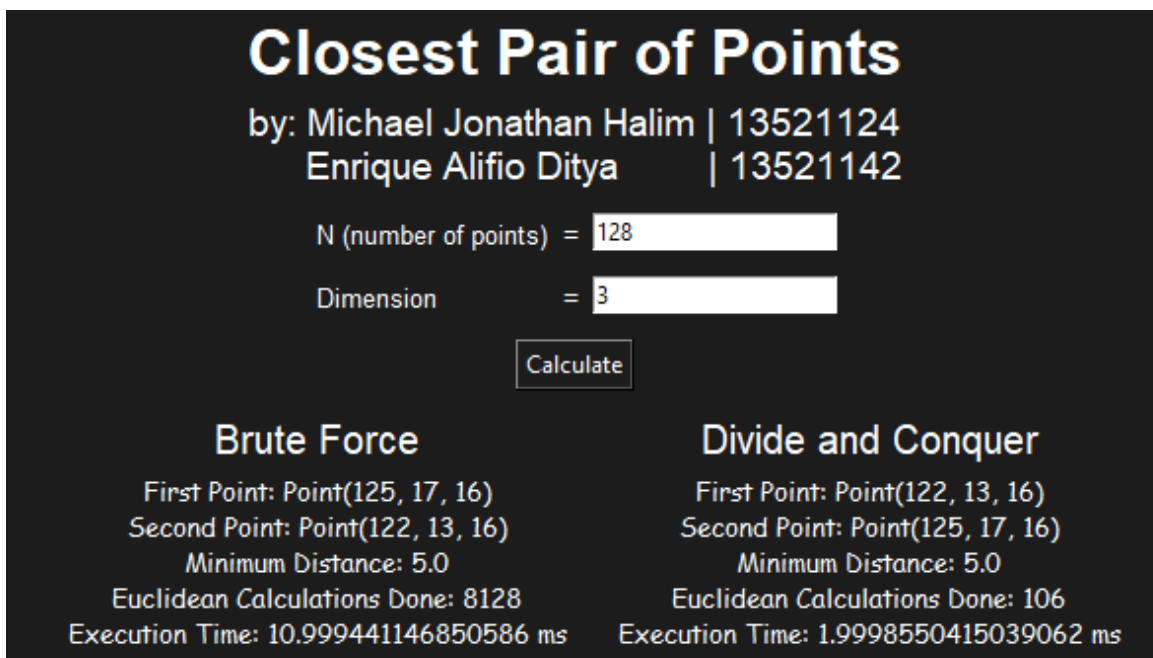 Closest Pair of Points
by: Michael Jonathan Halim | 13521124
Enrique Alifio Ditya | 13521142
N (number of points) = 128
Dimension = 3
Calculate
Brute Force
First Point: Point(125, 17, 16)
Second Point: Point(122, 13, 16)
Minimum Distance: 5.0
Euclidean Calculations Done: 8128
Execution Time: 10.999441146850586 ms
Divide and Conquer
First Point: Point(122, 13, 16)
Second Point: Point(125, 17, 16)
Minimum Distance: 5.0
Euclidean Calculations Done: 106
Execution Time: 1.9998550415039062 ms